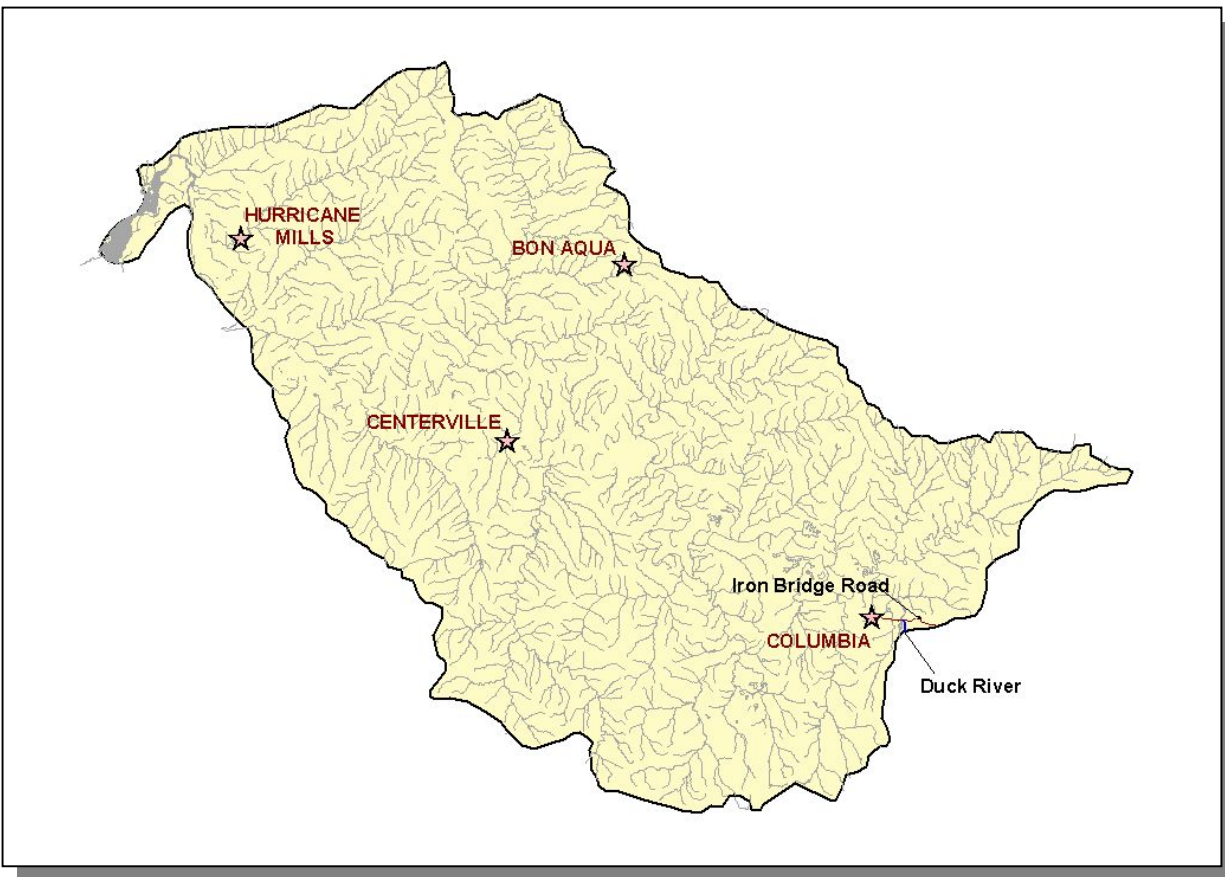 HURRICANE
MILLS
BON AQUA
CENTERVILLE
Iron Bridge Road
COLUMBIA
Duck River